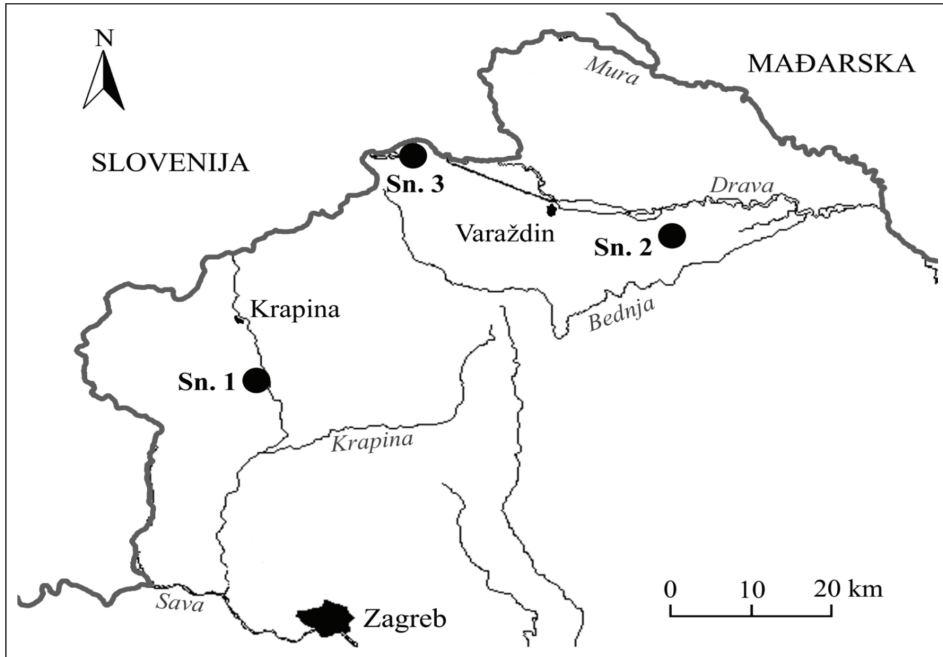 N
MAĐARSKA
Mura
SLOVENIJA
Sn. 3
Drava
Varaždin
Sn. 2
Bednja
Krapina
Sn. 1
Krapina
0 10 20 km
Sava
Zagreb